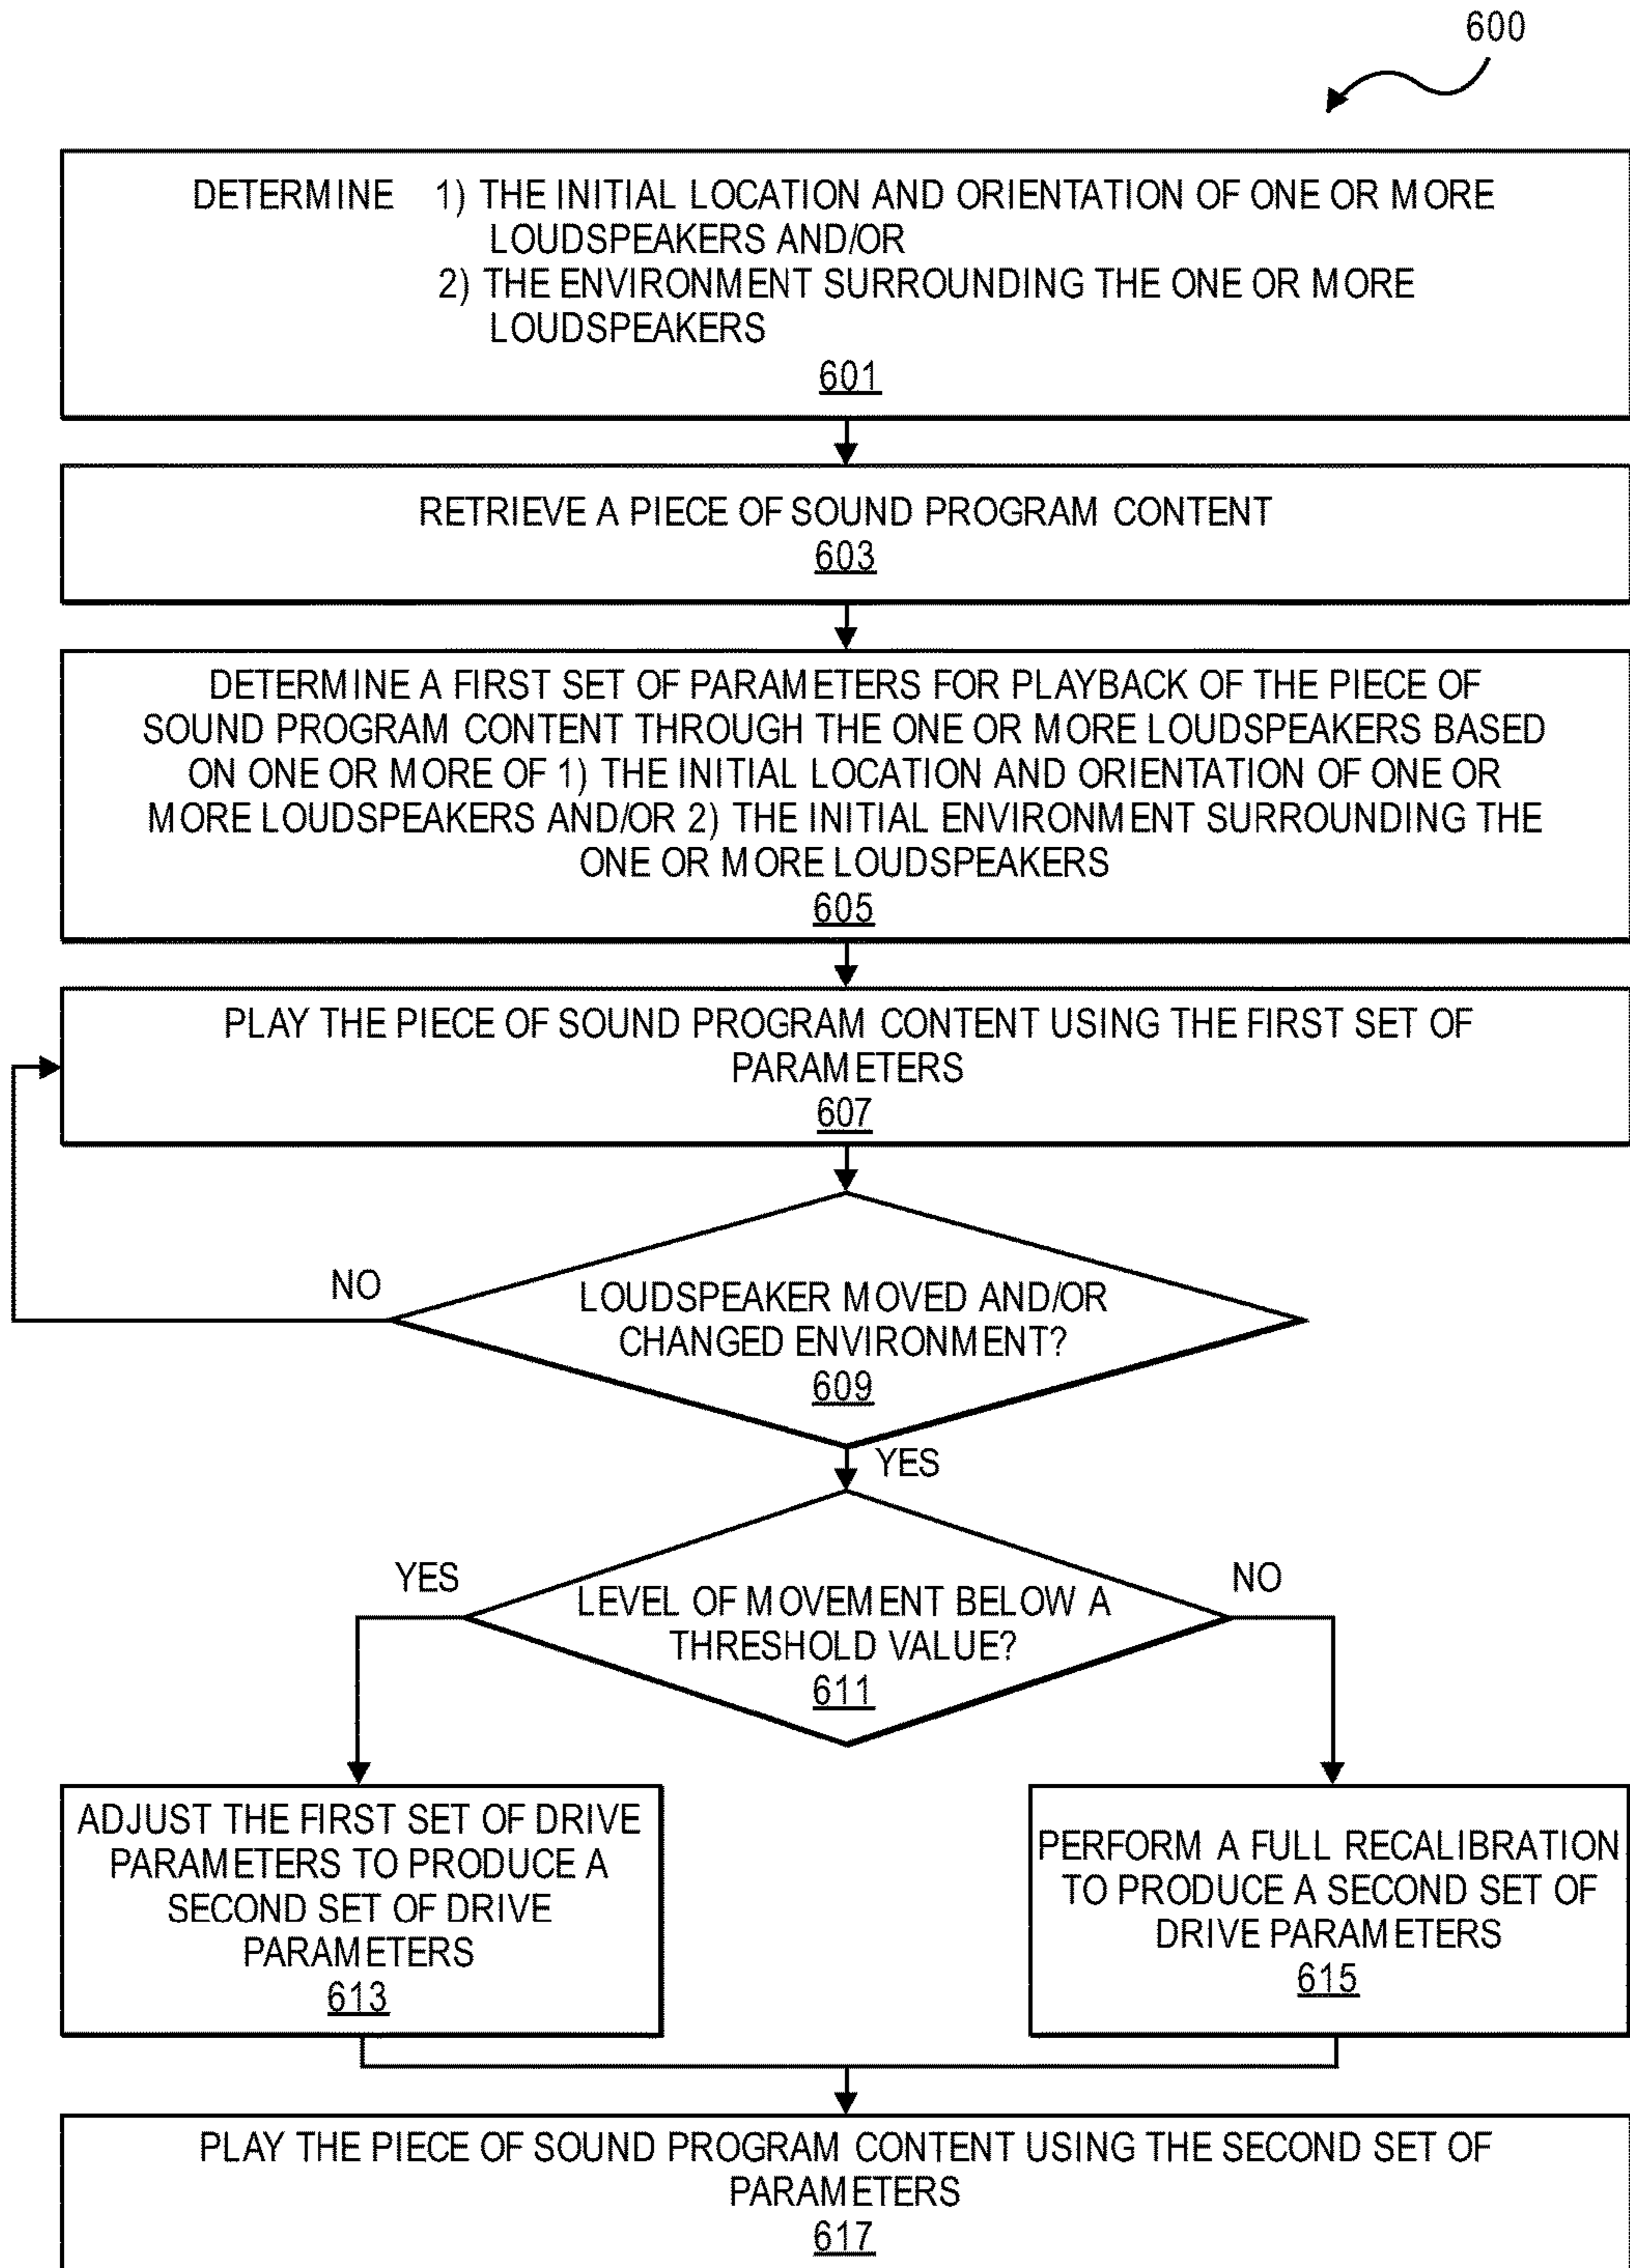 600
DETERMINE 1) THE INITIAL LOCATION AND ORIENTATION OF ONE OR MORE
LOUDSPEAKERS AND/OR
2) THE ENVIRONMENT SURROUNDING THE ONE OR MORE
LOUDSPEAKERS
601
RETRIEVE A PIECE OF SOUND PROGRAM CONTENT
603
DETERMINE A FIRST SET OF PARAMETERS FOR PLAYBACK OF THE PIECE OF
SOUND PROGRAM CONTENT THROUGH THE ONE OR MORE LOUDSPEAKERS BASED
ON ONE OR MORE OF 1) THE INITIAL LOCATION AND ORIENTATION OF ONE OR
MORE LOUDSPEAKERS AND/OR 2) THE INITIAL ENVIRONMENT SURROUNDING THE
ONE OR MORE LOUDSPEAKERS
605
PLAY THE PIECE OF SOUND PROGRAM CONTENT USING THE FIRST SET OF
PARAMETERS
607
NO
LOUDSPEAKER MOVED AND/OR
CHANGED ENVIRONMENT?
609
YES
YES
NO
LEVEL OF MOVEMENT BELOW A
THRESHOLD VALUE?
611
ADJUST THE FIRST SET OF DRIVE
PARAMETERS TO PRODUCE A
SECOND SET OF DRIVE
PARAMETERS
613
PERFORM A FULL RECALIBRATION
TO PRODUCE A SECOND SET OF
DRIVE PARAMETERS
615
PLAY THE PIECE OF SOUND PROGRAM CONTENT USING THE SECOND SET OF
PARAMETERS
617